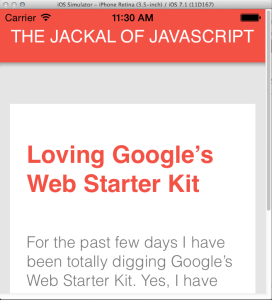 iOS Simulator – iPhone Retina (3.5-inch) / iOS 7.1 (11D167)
Carrier 11:30 AM
THE JACKAL OF JAVASCRIPT
Loving Google's
Web Starter Kit
For the past few days I have
been totally digging Google's
Web Starter Kit. Yes, I have